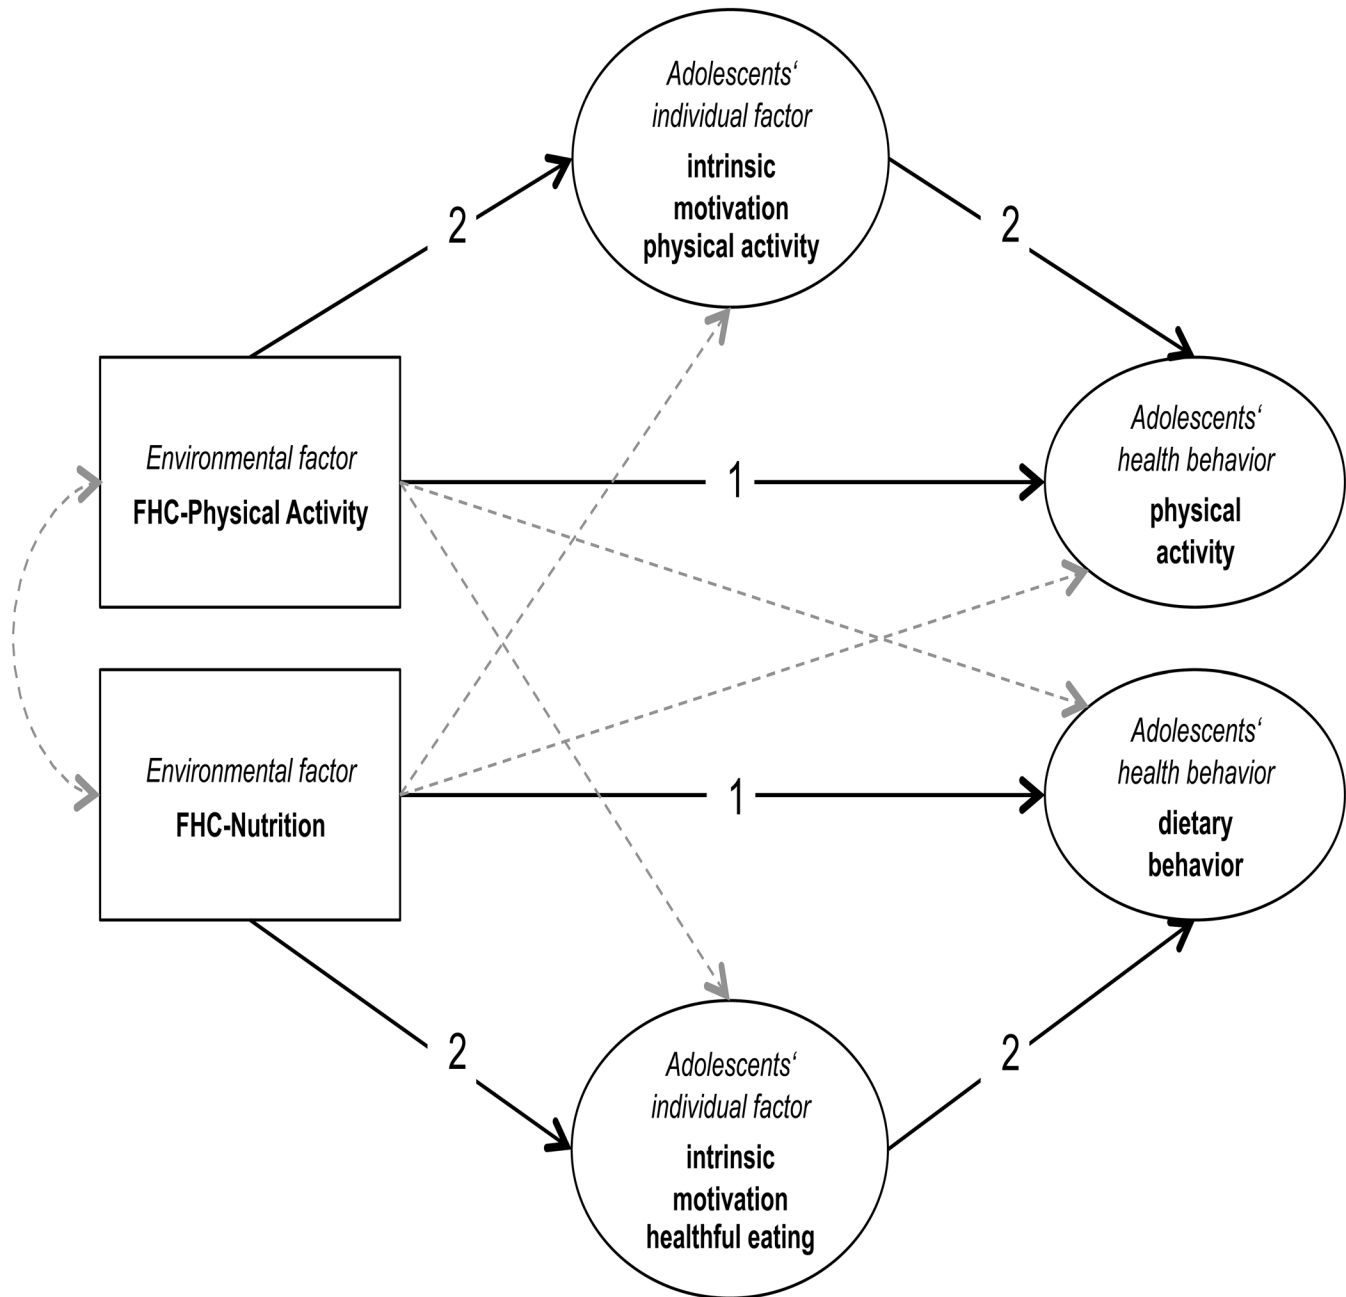 Adolescents‘
individual factor
intrinsic
motivation
physical activity
2
2
Environmental factor
FHC-Physical Activity
1
Adolescents‘
health behavior
physical
activity
Environmental factor
FHC-Nutrition
1
Adolescents‘
health behavior
dietary
behavior
2
2
Adolescents‘
individual factor
intrinsic
motivation
healthful eating